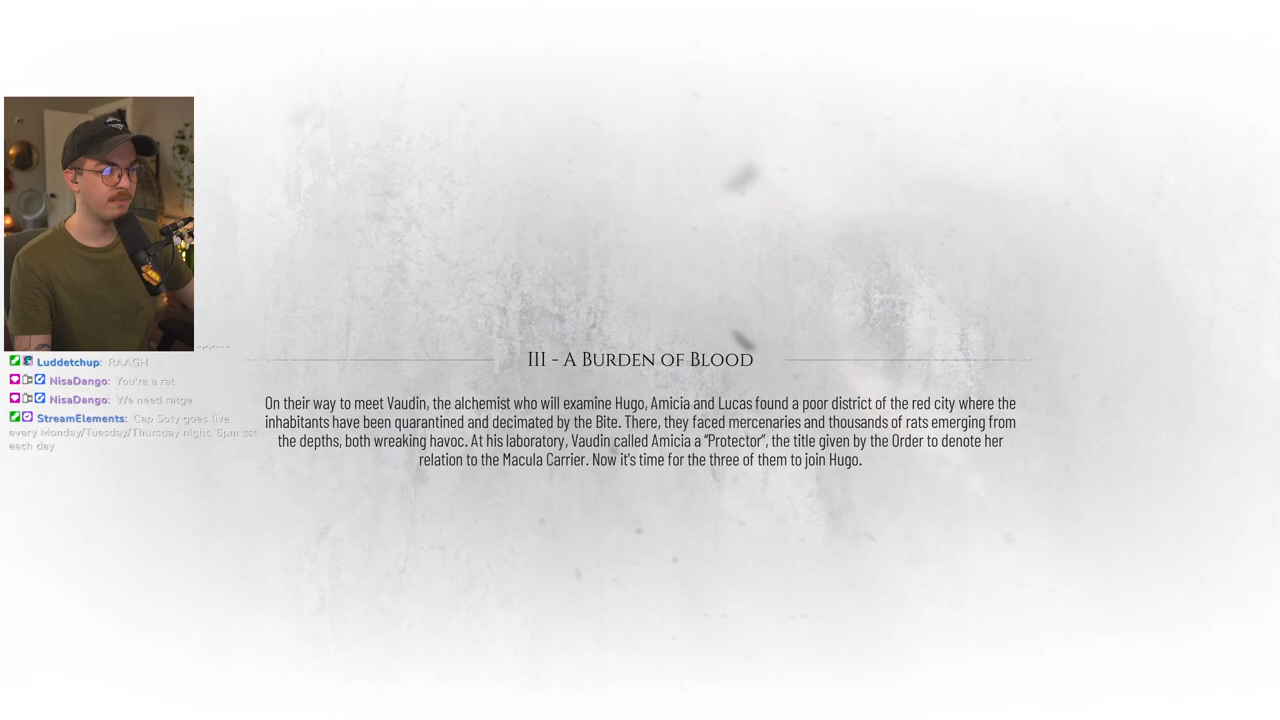 Luddetchup: RAAGH
NisaDango: You're a rat
NisaDango: We need ratge
StreamElements: Cap Soty goes live
every Monday/Tuesday/Thursday night. 6pm cst
each day
III - A Burden of Blood
On their way to meet Vaudin, the alchemist who will examine Hugo, Amicia and Lucas found a poor district of the red city where the
inhabitants have been quarantined and decimated by the Bite. There, they faced mercenaries and thousands of rats emerging from
the depths, both wreaking havoc. At his laboratory, Vaudin called Amicia a “Protector”, the title given by the Order to denote her
relation to the Macula Carrier. Now it's time for the three of them to join Hugo.